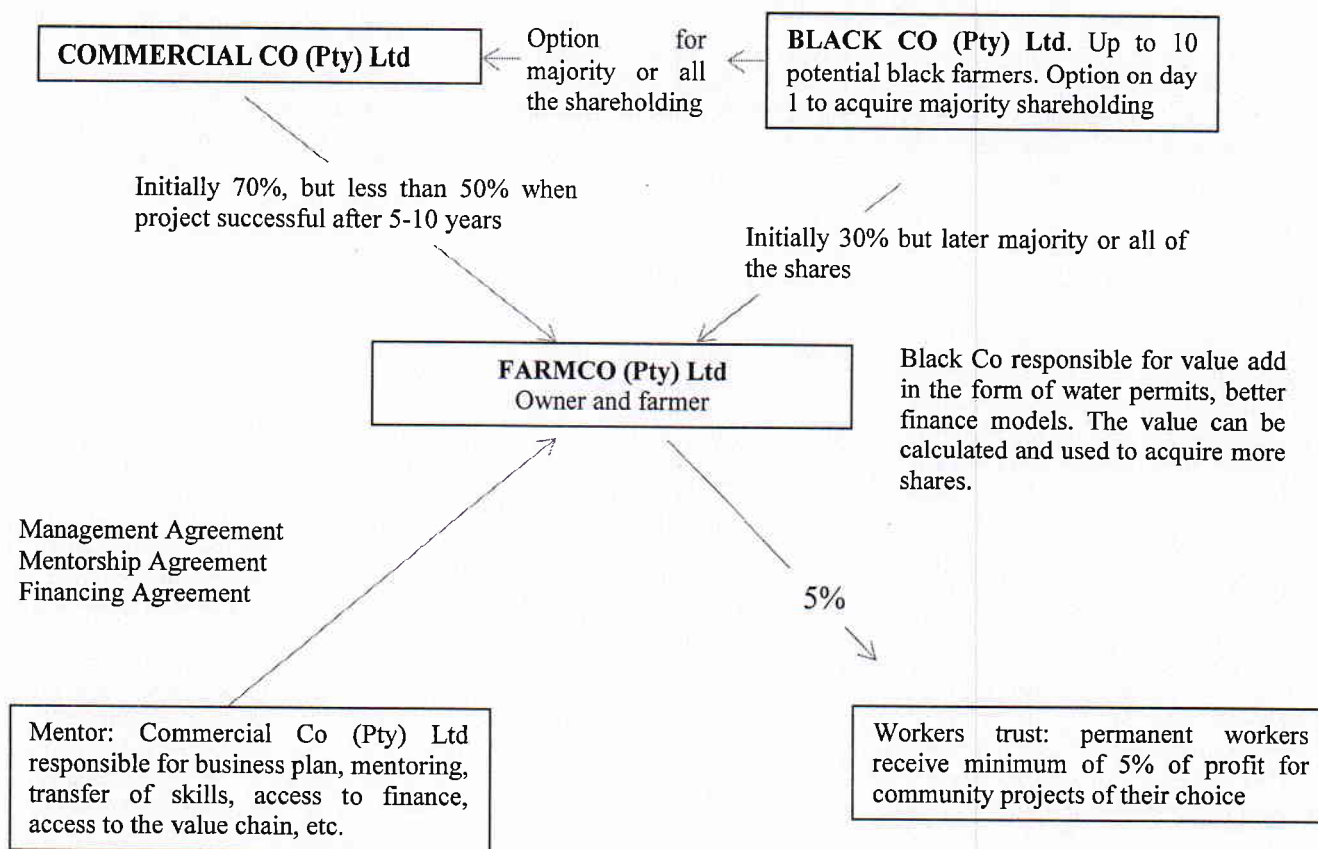 COMMERCIAL CO (Pty) Ltd
Option for
majority or all
the shareholding
BLACK CO (Pty) Ltd. Up to 10
potential black farmers. Option on day
1 to acquire majority shareholding
Initially 70%, but less than 50% when
project successful after 5-10 years
Initially 30% but later majority or all of
the shares
FARMCO (Pty) Ltd
Owner and farmer
Black Co responsible for value add
in the form of water permits, better
finance models. The value can be
calculated and used to acquire more
shares.
Management Agreement
Mentorship Agreement
Financing Agreement
5%
Mentor: Commercial Co (Pty) Ltd
responsible for business plan, mentoring,
transfer of skills, access to finance,
access to the value chain, etc.
Workers trust: permanent workers
receive minimum of 5% of profit for
community projects of their choice